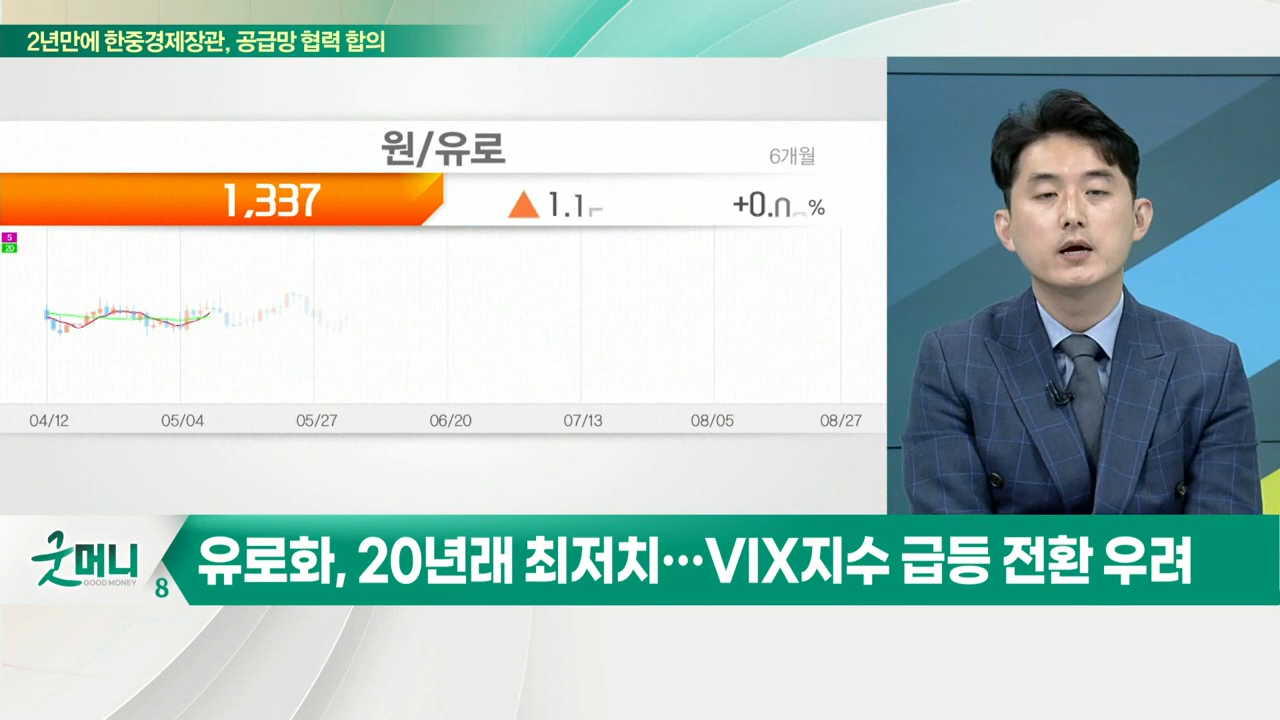 2년만에 한중경제장관, 공급망 협력 합의
원/유로
6개월
1,337
▲ 1.1
%
5
20
04/12 05/04 05/27 06/20 07/13 08/05 08/27
굿머니
GOOD MONEY
8
유로화, 20년래 최저치…VIX지수 급등 전환 우려